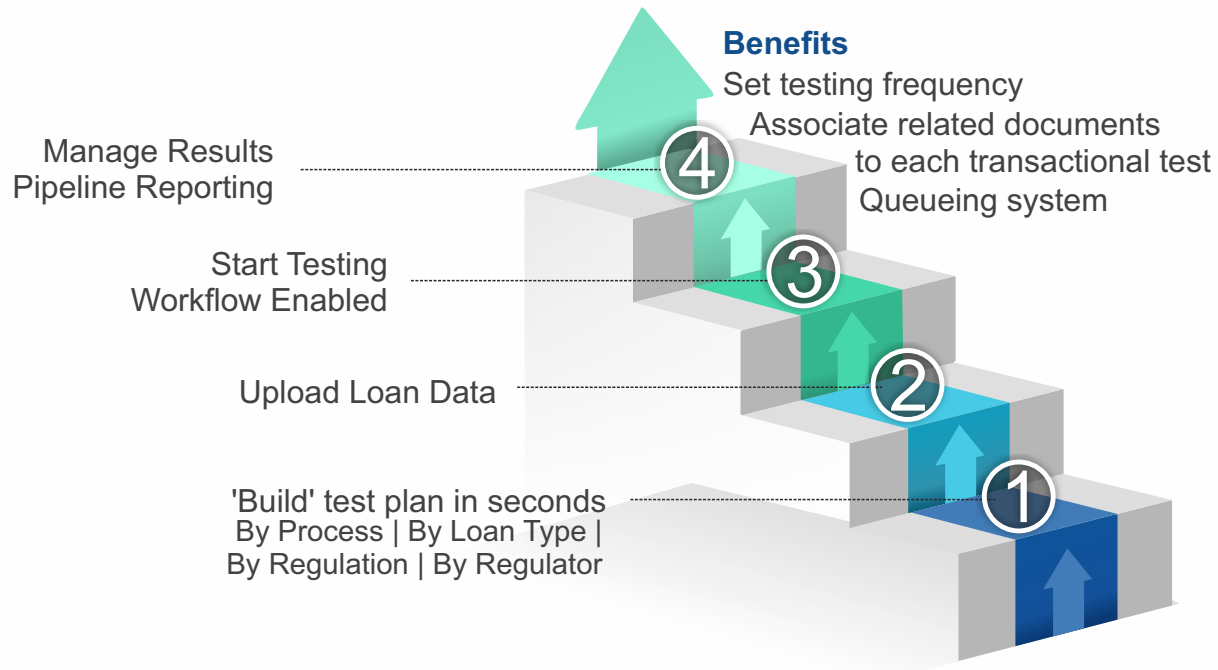 Benefits
Set testing frequency
Associate related documents
to each transactional test
Queueing system
4
Manage Results
Pipeline Reporting
3
Start Testing
Workflow Enabled
2
Upload Loan Data
1
'Build' test plan in seconds
By Process | By Loan Type |
By Regulation | By Regulator